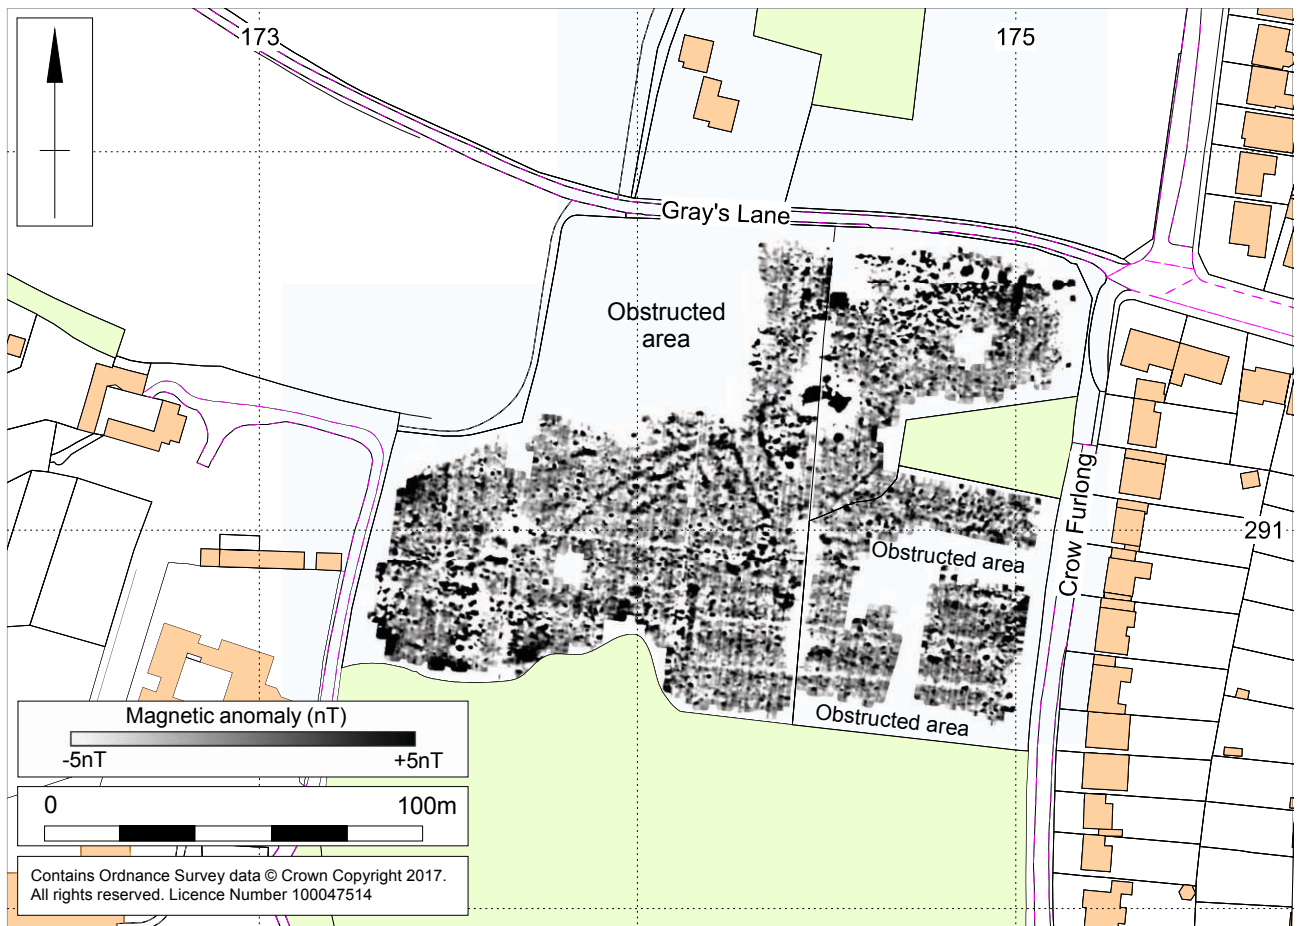 173
175
Gray's Lane
Obstructed
area
Crow Furlong
291
Obstructed area
Obstructed area
Magnetic anomaly (nT)
-5nT
+5nT
0
100m
Contains Ordnance Survey data © Crown Copyright 2017.
All rights reserved. Licence Number 100047514